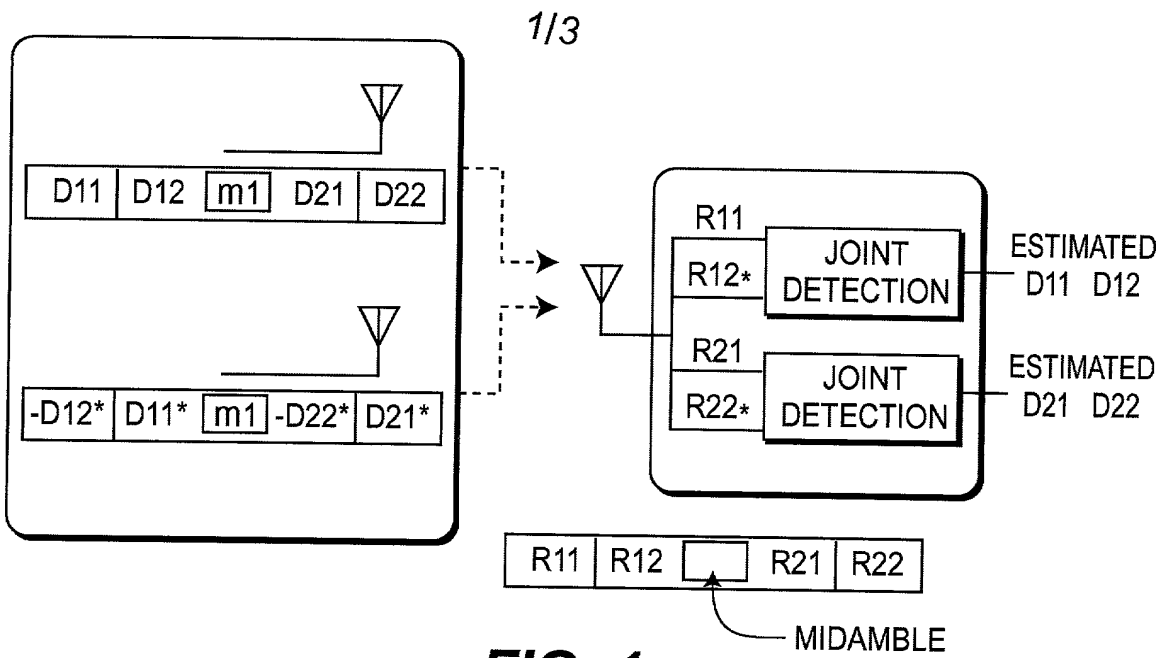 1/3
D11 D12 m1 D21 D22
-D12* D11* m1 -D22* D21*
R11
R12*
JOINT
DETECTION
ESTIMATED
D11 D12
R21
R22*
JOINT
DETECTION
ESTIMATED
D21 D22
R11 R12 R21 R22
MIDAMBLE